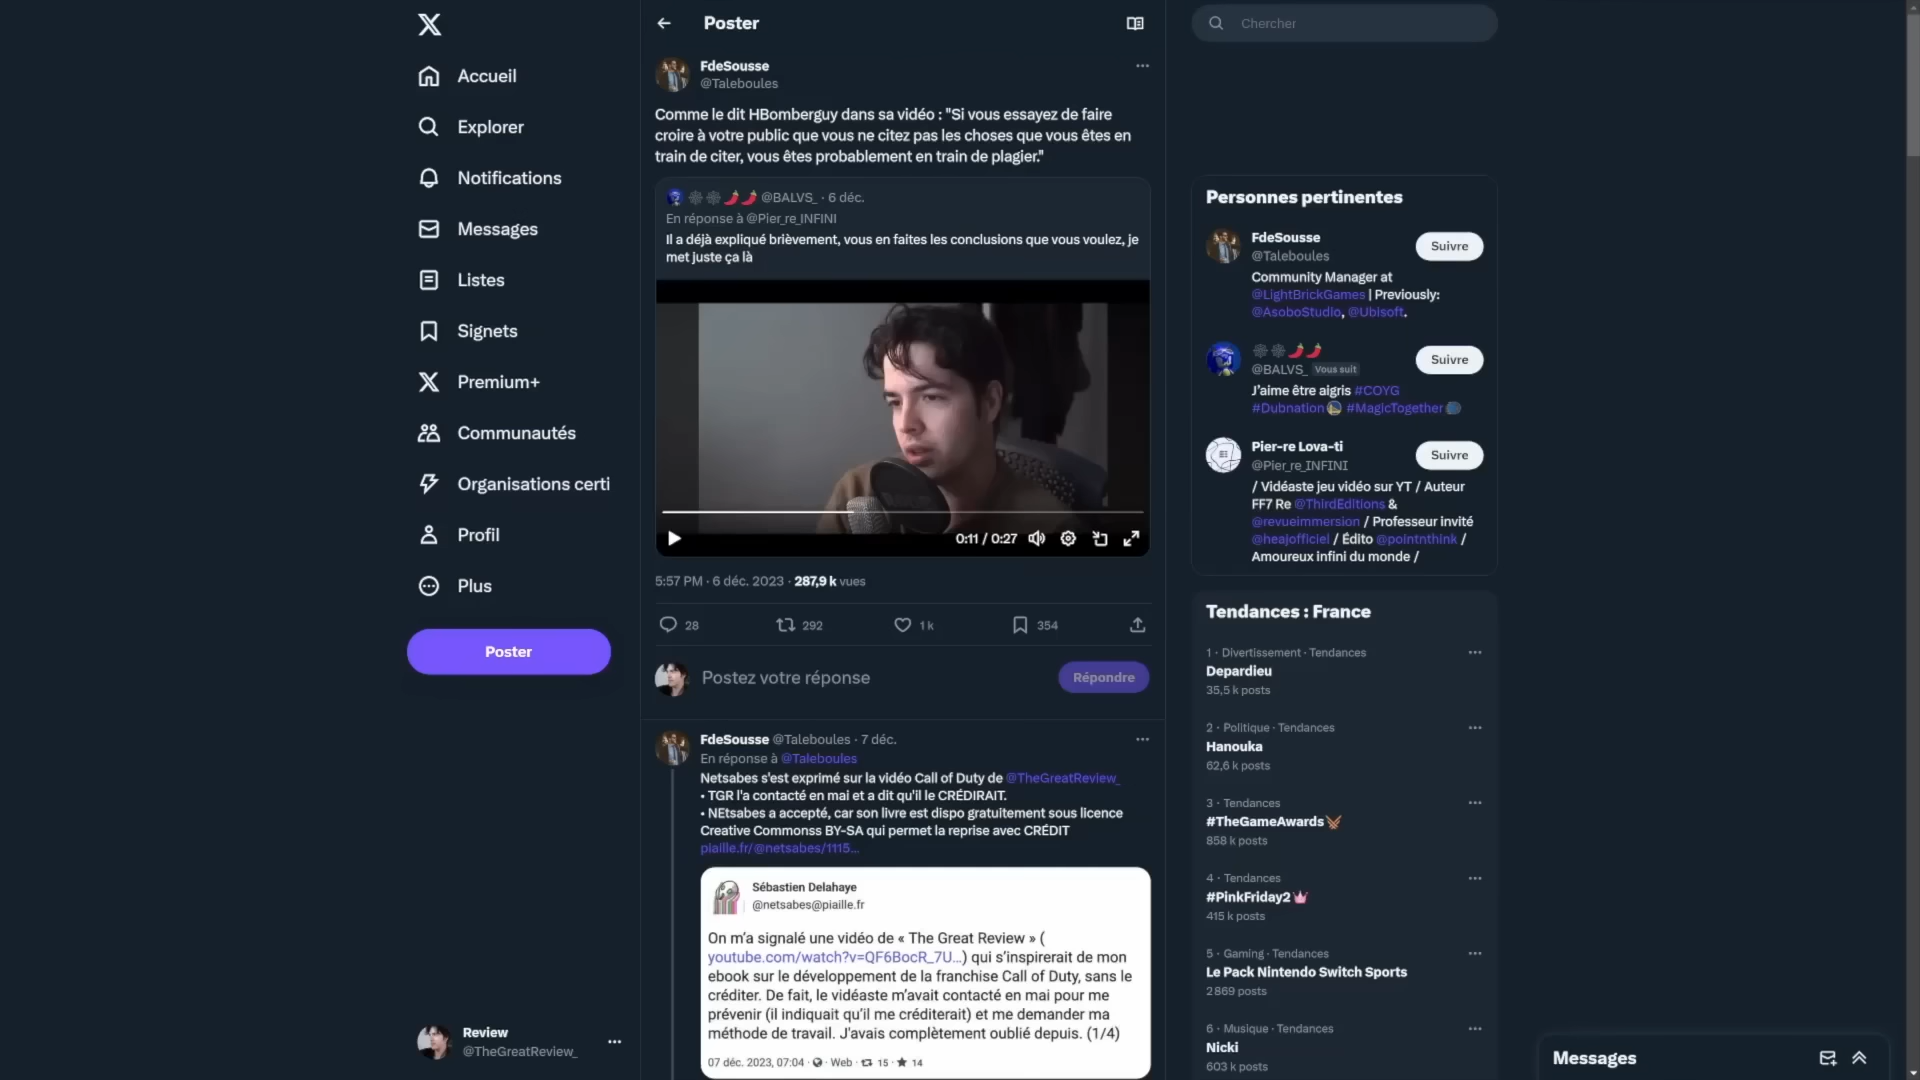 Accueil
Explorer
Notifications
Messages
Listes
Signets
Premium+
Communautés
Organisations certi
Profil
Plus
Poster
Review
@TheGreatReview_
Poster
FdeSousse
@Taleboules
Comme le dit HBomberguy dans sa vidéo : "Si vous essayez de faire
croire à votre public que vous ne citez pas les choses que vous êtes en
train de citer, vous êtes probablement en train de plagier."
@BALVS_ · 6 déc.
En réponse à @Pier_re_INFINI
Il a déjà expliqué brièvement, vous en faites les conclusions que vous voulez, je
met juste ça là
0:11 / 0:27
5:57 PM · 6 déc. 2023 · 287,9 k vues
28
292
1 k
354
Postez votre réponse
Répondre
FdeSousse @Taleboules · 7 déc.
En réponse à @Taleboules
Netsabes s'est exprimé sur la vidéo Call of Duty de @TheGreatReview_
• TGR l'a contacté en mai et a dit qu'il le CRÉDIRAIT.
• NEtsabes a accepté, car son livre est dispo gratuitement sous licence
Creative Commonss BY-SA qui permet la reprise avec CRÉDIT
piaille.fr/@netsabes/1115...
Sébastien Delahaye
@netsabes@piaille.fr
On m'a signalé une vidéo de « The Great Review » (
youtube.com/watch?v=QF6BocR_7U...) qui s'inspirerait de mon
ebook sur le développement de la franchise Call of Duty, sans le
créditer. De fait, le vidéaste m'avait contacté en mai pour me
prévenir (il indiquait qu'il me créditerait) et me demander ma
méthode de travail. J'avais complètement oublié depuis. (1/4)
07 déc. 2023, 07:04 · Web · 15 · 14
Chercher
Personnes pertinentes
FdeSousse
@Taleboules
Suivre
Community Manager at
@LightBrickGames | Previously:
@AsoboStudio, @Ubisoft.
@BALVS_ Vous suit
Suivre
J'aime être aigris #COYG
#Dubnation #MagicTogether
Pier-re Lova-ti
@Pier_re_INFINI
Suivre
/ Vidéaste jeu vidéo sur YT / Auteur
FF7 Re @ThirdEditions &
@revueimmersion / Professeur invité
@heajofficiel / Édito @pointnthink /
Amoureux infini du monde /
Tendances : France
1 · Divertissement · Tendances
Depardieu
35,5 k posts
2 · Politique · Tendances
Hanouka
62,6 k posts
3 · Tendances
#TheGameAwards
858 k posts
4 · Tendances
#PinkFriday2
415 k posts
5 · Gaming · Tendances
Le Pack Nintendo Switch Sports
2 869 posts
6 · Musique · Tendances
Nicki
603 k posts
Messages